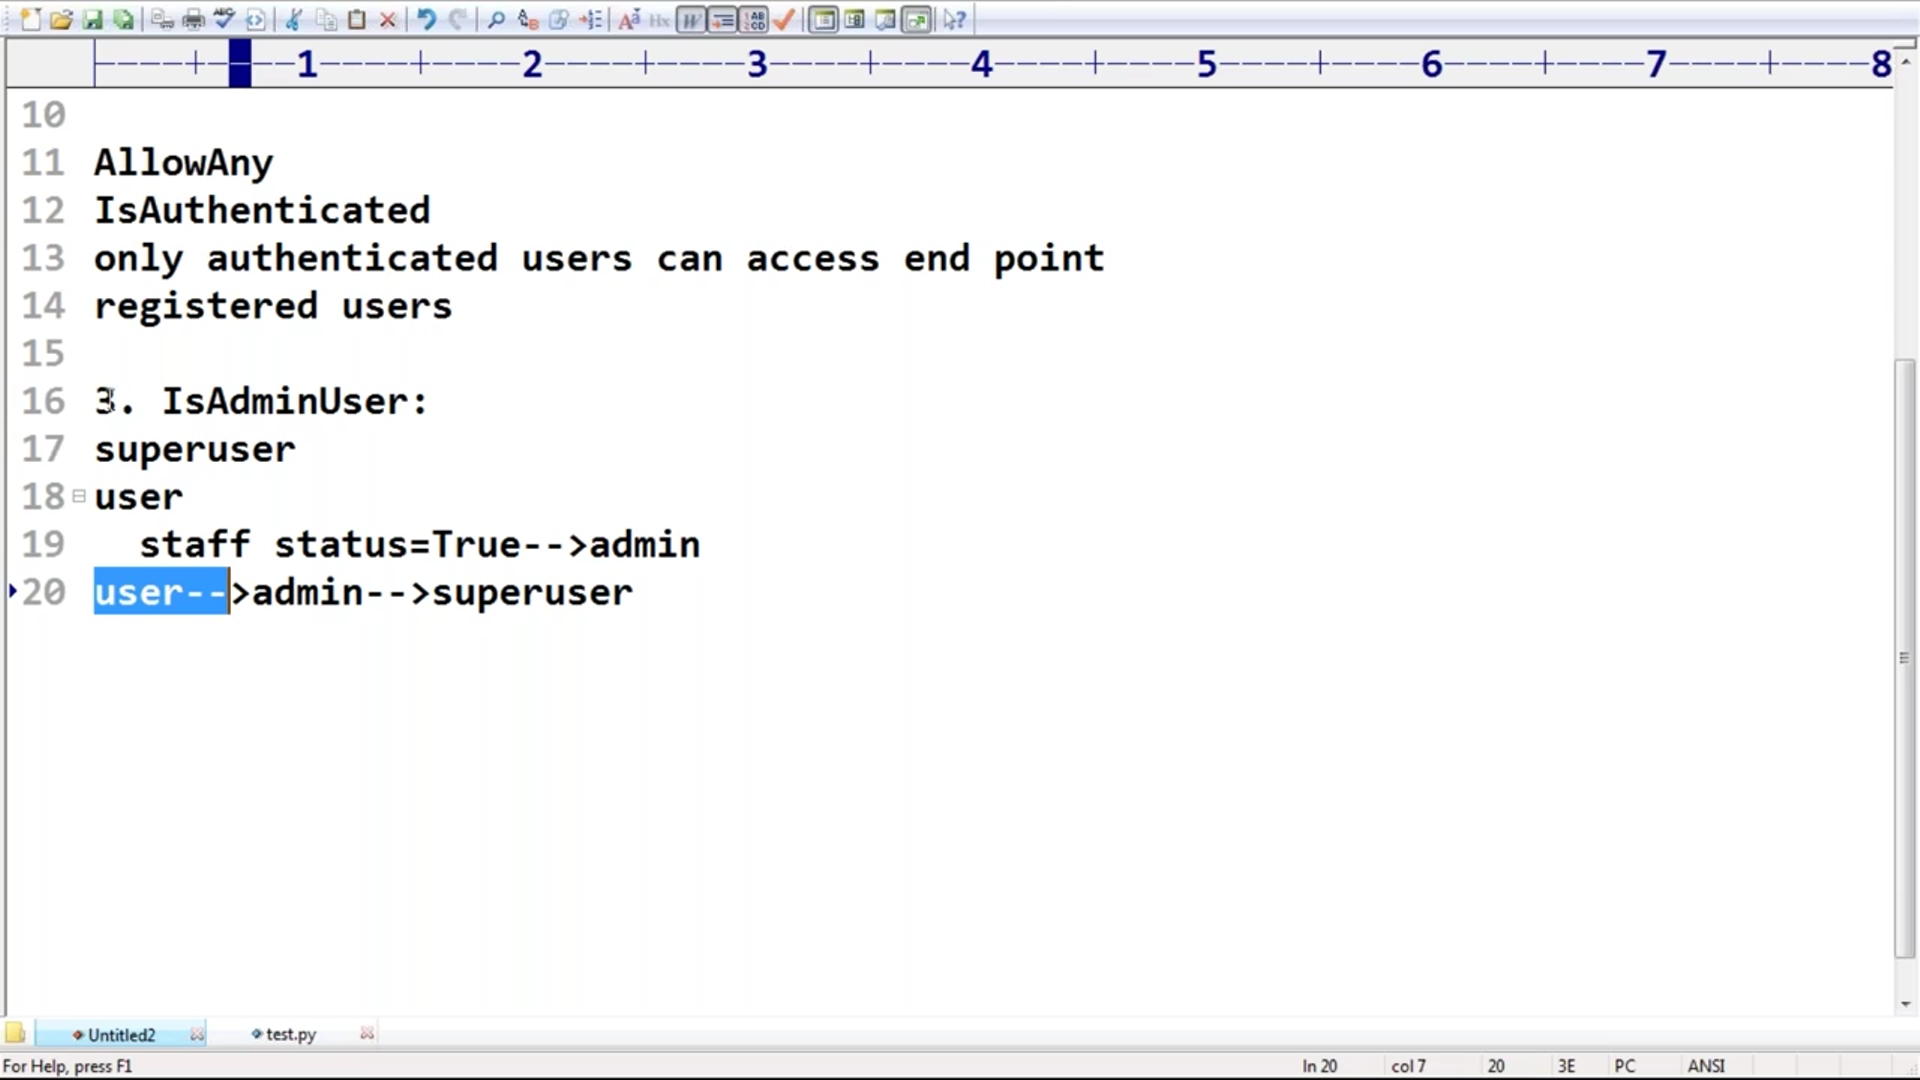 1 2 3 4 5 6 7 8
10
11 AllowAny
12 IsAuthenticated
13 only authenticated users can access end point
14 registered users
15
16 3. IsAdminUser:
17 superuser
18 user
19 staff status=True-->admin
20 user-->admin-->superuser
Untitled2 test.py
For Help, press F1 ln 20 col 7 20 3E PC ANSI